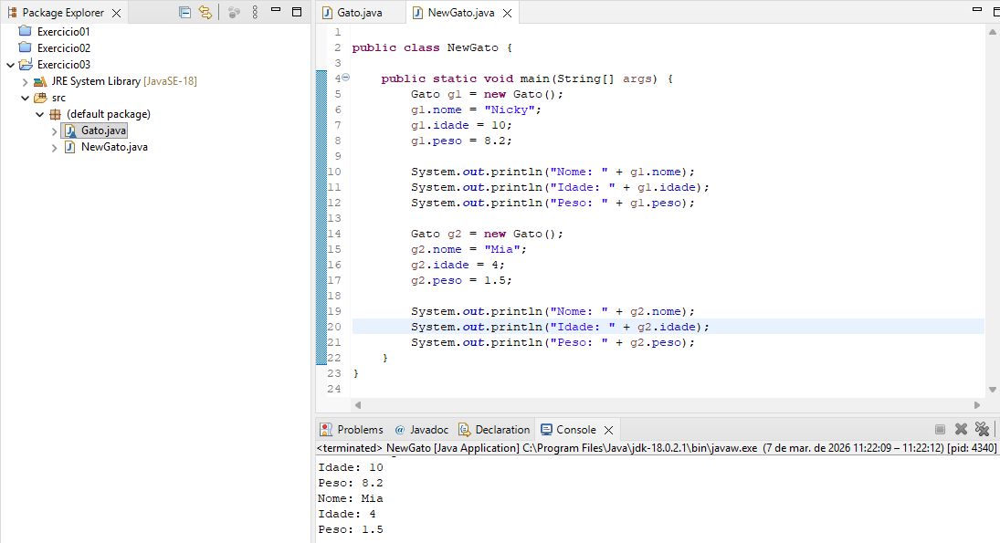 Package Explorer
Exercicio01
Exercicio02
Exercicio03
JRE System Library [JavaSE-18]
src
(default package)
Gato.java
NewGato.java
Gato.java
NewGato.java
1
2 public class NewGato {
3
4 public static void main(String[] args) {
5 Gato g1 = new Gato();
6 g1.nome = "Nicky";
7 g1.idade = 10;
8 g1.peso = 8.2;
9
10 System.out.println("Nome: " + g1.nome);
11 System.out.println("Idade: " + g1.idade);
12 System.out.println("Peso: " + g1.peso);
13
14 Gato g2 = new Gato();
15 g2.nome = "Mia";
16 g2.idade = 4;
17 g2.peso = 1.5;
18
19 System.out.println("Nome: " + g2.nome);
20 System.out.println("Idade: " + g2.idade);
21 System.out.println("Peso: " + g2.peso);
22 }
23 }
24
Problems @ Javadoc Declaration Console
<terminated> NewGato [Java Application] C:\Program Files\Java\jdk-18.0.2.1\bin\javaw.exe (7 de mar. de 2026 11:22:09 – 11:22:12) [pid: 4340]
Idade: 10
Peso: 8.2
Nome: Mia
Idade: 4
Peso: 1.5